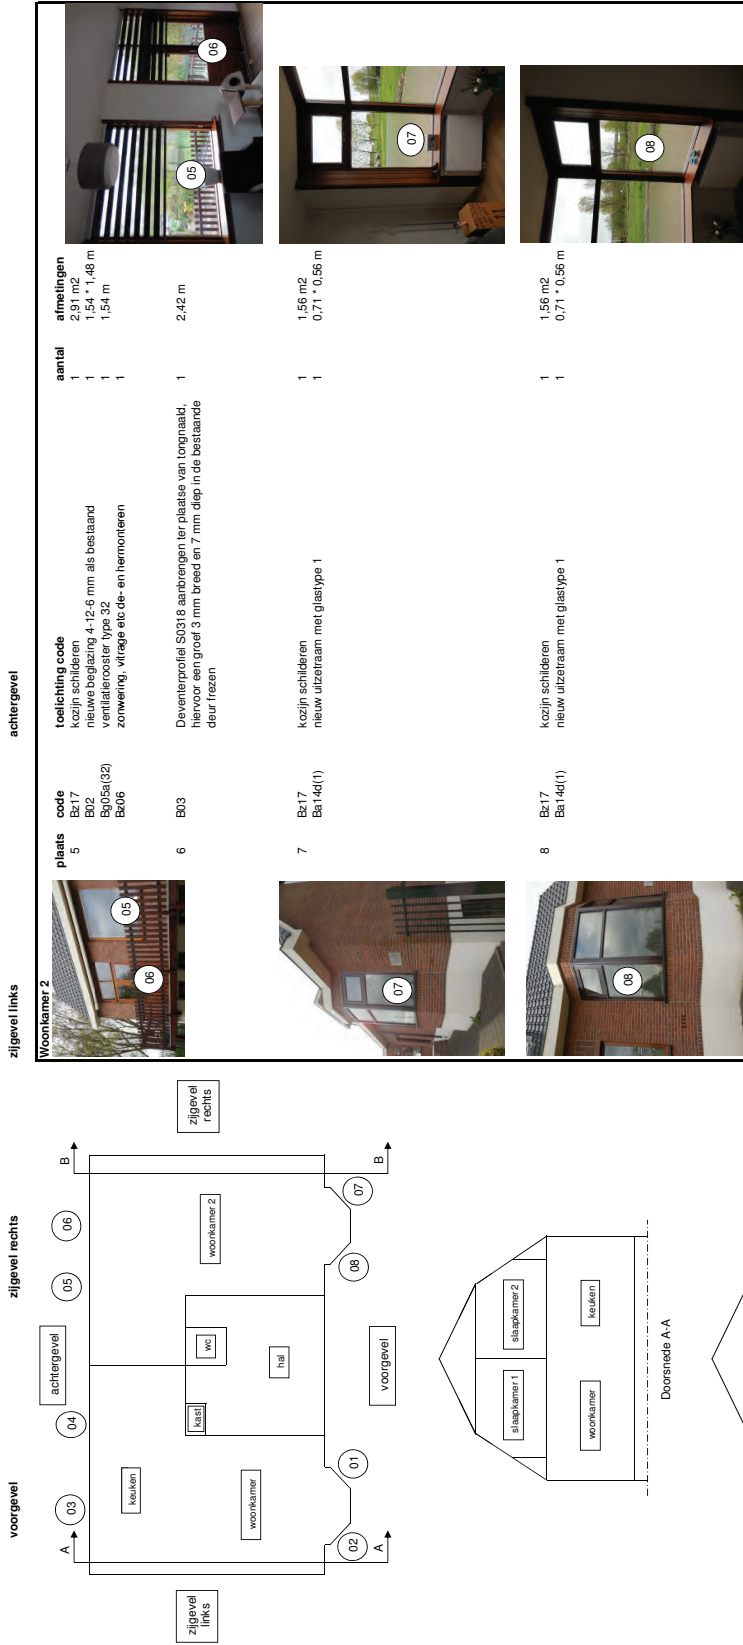 voorgevel
zijgevel rechts
zijgevel links
achtergevel
03
04
05
06
A
B
achtergevel
keuken
kast
wc
woonkamer
hal
woonkamer 2
zijgevel
links
zijgevel
rechts
02
01
08
07
A
B
voorgevel
slaapkamer 1
slaapkamer 2
woonkamer
keuken
Doorsnede A-A
Woonkamer 2
plaats code toelichting code aantal afmetingen
5 Bz17 kozijn schilderen 1 2,91 m2
B02 nieuwe beglazing 4-12-6 mm als bestaand 1 1,54 * 1,48 m
Bg05a(32) ventilatierooster type 32 1 1,54 m
Bz06 zonwering, vitrage etc de- en hermonteren 1
6 B03 Deventerprofiel S0318 aanbrengen ter plaatse van tongnaald, 1 2,42 m
hiervoor een groef 3 mm breed en 7 mm diep in de bestaande
deur frezen
7 Bz17 kozijn schilderen 1 1,56 m2
Ba14d(1) nieuw uitzetraam met glastype 1 1 0,71 * 0,56 m
8 Bz17 kozijn schilderen 1 1,56 m2
Ba14d(1) nieuw uitzetraam met glastype 1 1 0,71 * 0,56 m
06
05
05
06
07
07
08
08